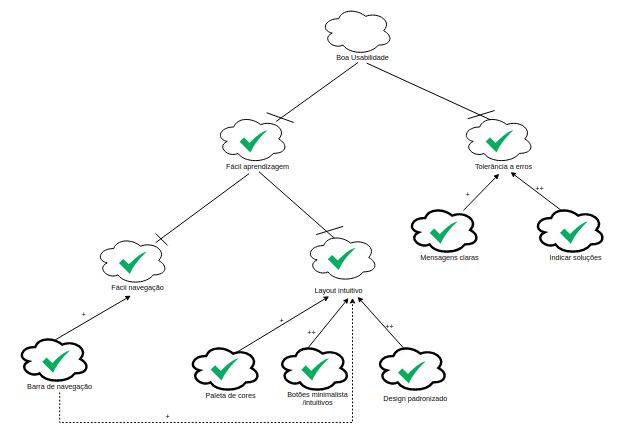 Boa Usabilidade
Fácil aprendizagem
Tolerância a erros
+
++
Mensagens claras
Indicar soluções
Fácil navegação
Layout intuitivo
+
+
++
++
Barra de navegação
Paleta de cores
Botões minimalista
/intuitivos
Design padronizado
+